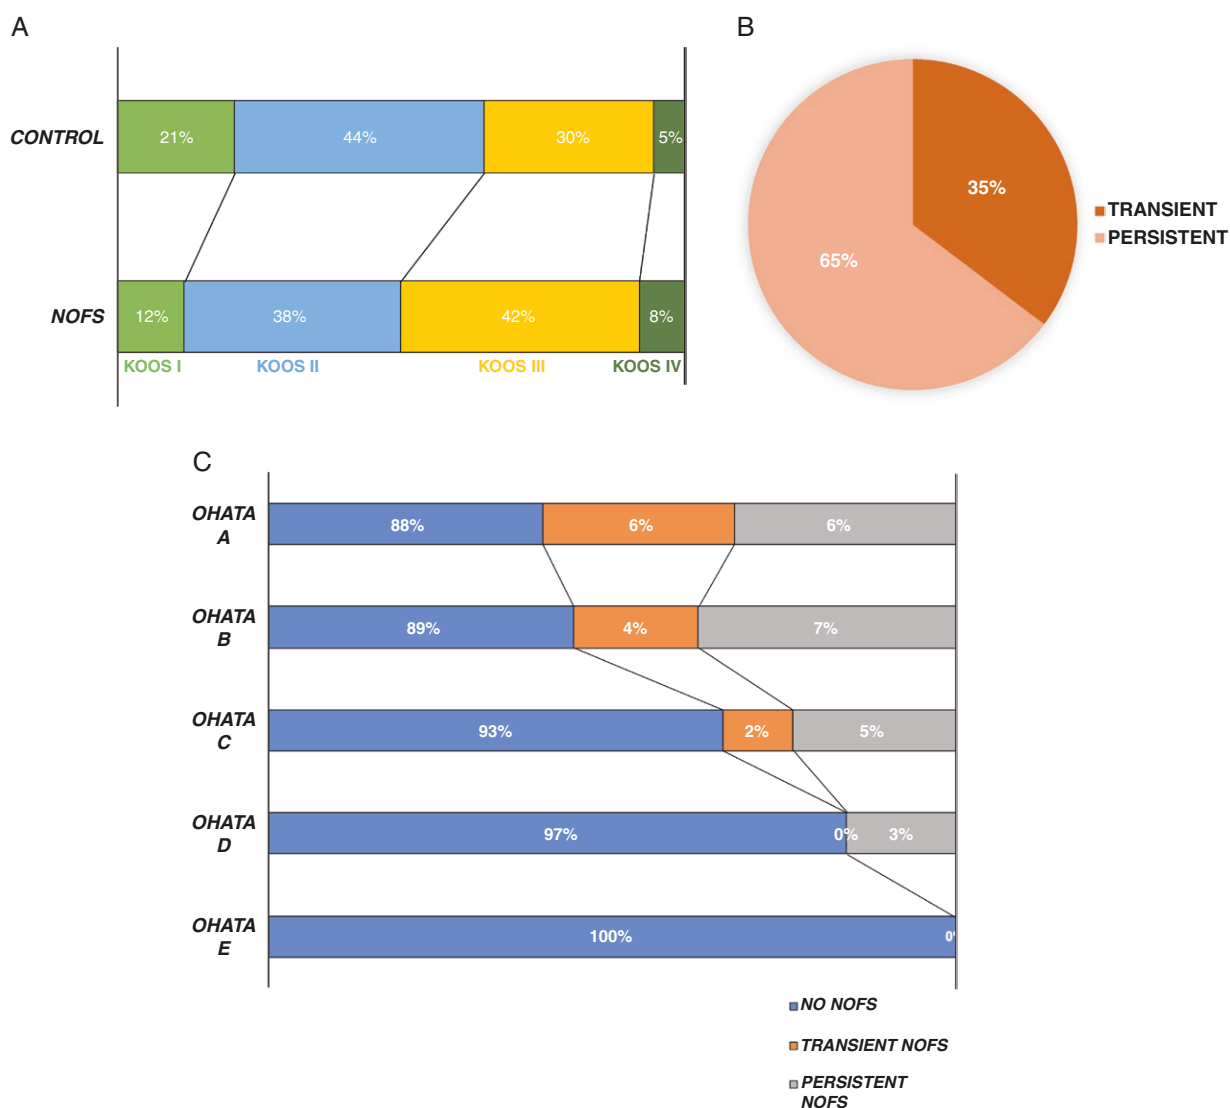 A
CONTROL
21%
44%
30%
5%
NOFS
12%
38%
42%
8%
KOOS I
KOOS II
KOOS III
KOOS IV
B
35%
65%
TRANSIENT
PERSISTENT
C
OHATA
A
88%
6%
6%
OHATA
B
89%
4%
7%
OHATA
C
93%
2%
5%
OHATA
D
97%
0%
3%
OHATA
E
100%
0
NO NOFS
TRANSIENT NOFS
PERSISTENT
NOFS